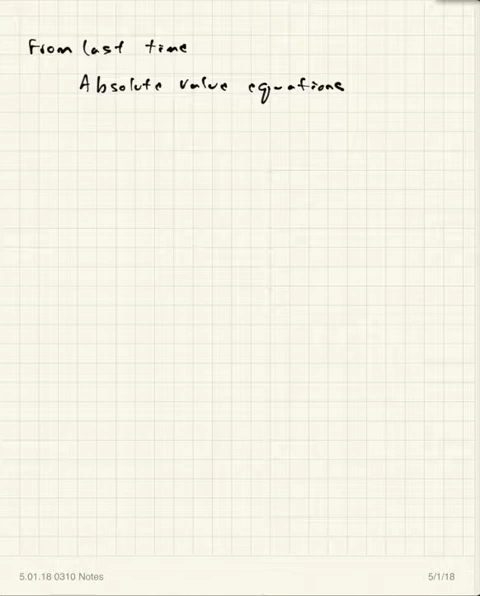 From last time
Absolute value equations
5.01.18 0310 Notes
5/1/18